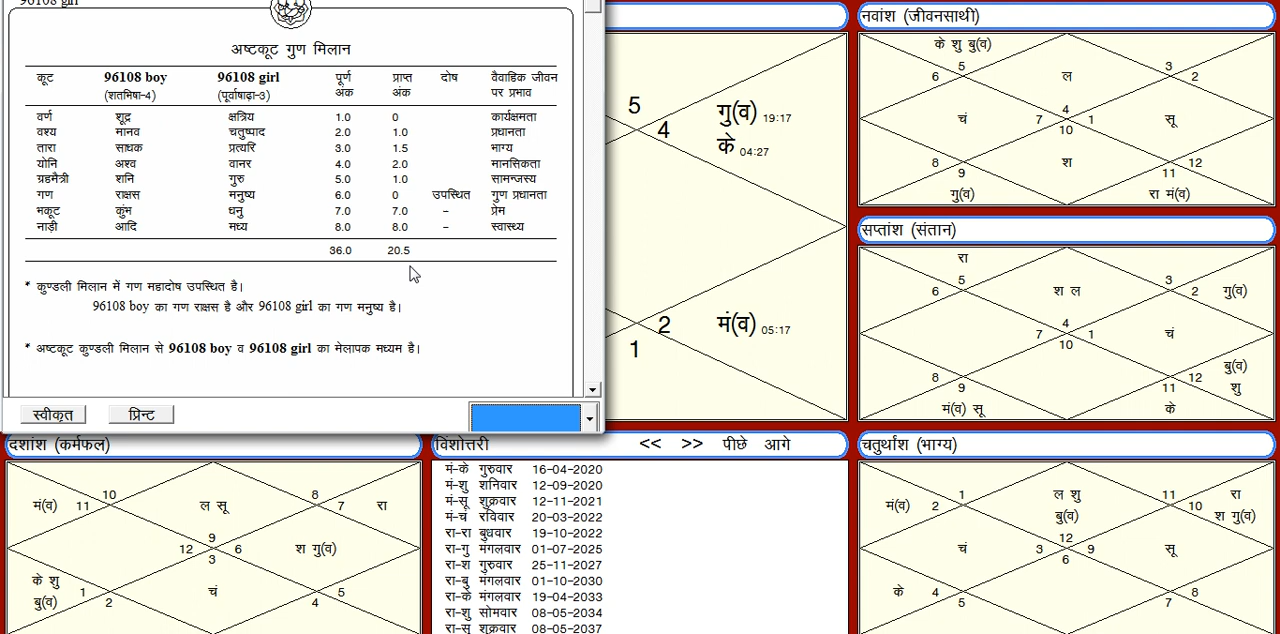 96108 girl
अष्टकूट गुण मिलान
कूट 96108 boy 96108 girl पूर्ण प्राप्त दोष वैवाहिक जीवन
(शतभिषा-4) (पूर्वाषाढ़ा-3) अंक अंक पर प्रभाव
वर्ण शूद्र क्षत्रिय 1.0 0 कार्यक्षमता
वश्य मानव चतुष्पाद 2.0 1.0 प्रधानता
तारा साधक प्रत्यरि 3.0 1.5 भाग्य
योनि अश्व वानर 4.0 2.0 मानसिकता
ग्रहमैत्री शनि गुरु 5.0 1.0 सामन्जस्य
गण राक्षस मनुष्य 6.0 0 उपस्थित गुण प्रधानता
भकूट कुंभ धनु 7.0 7.0 – प्रेम
नाड़ी आदि मध्य 8.0 8.0 – स्वास्थ्य
36.0 20.5
* कुण्डली मिलान में गण महादोष उपस्थित है।
96108 boy का गण राक्षस है और 96108 girl का गण मनुष्य है।
* अष्टकूट कुण्डली मिलान से 96108 boy व 96108 girl का मेलापक मध्यम है।
स्वीकृत प्रिन्ट
5
4
गु(व) 19:17
के 04:27
2
मं(व) 05:17
1
नवांश (जीवनसाथी)
के शु बु(व)
6 5 ल 3 2
चं 7 4 1 सू
10
8 9 श 12 11
गु(व) रा मं(व)
सप्तांश (संतान)
रा
6 5 श ल 3 2 गु(व)
7 4 1 चं
10
8 9 12 11 बु(व)
शु
मं(व) सू के
दशांश (कर्मफल)
मं(व) 11 10 ल सू 8 7 रा
12 9 6 श गु(व)
3
के शु
बु(व) 1 2 चं 5 4
विंशोत्तरी << >> पीछे आगे
मं-के गुरुवार 16-04-2020
मं-शु शनिवार 12-09-2020
मं-सू शुक्रवार 12-11-2021
मं-चं रविवार 20-03-2022
रा-रा बुधवार 19-10-2022
रा-गु मंगलवार 01-07-2025
रा-श गुरुवार 25-11-2027
रा-बु मंगलवार 01-10-2030
रा-के मंगलवार 19-04-2033
रा-शु सोमवार 08-05-2034
रा-सू शुक्रवार 08-05-2037
चतुर्थांश (भाग्य)
मं(व) 2 1 ल शु 11 10 रा
बु(व) श गु(व)
चं 3 12 9 सू
6
के 4 5 8 7